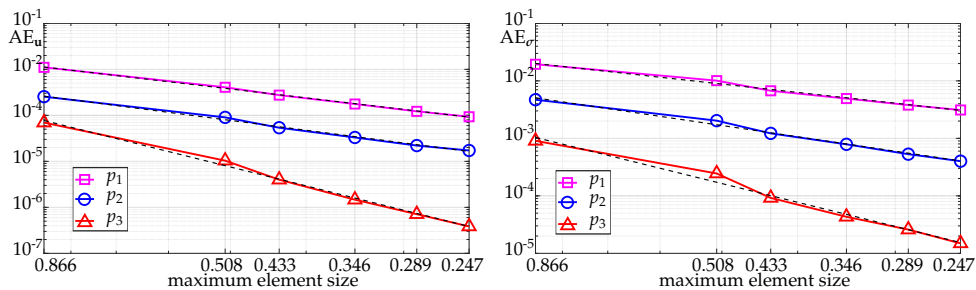 10^-1
AE_u
10^-2
10^-3
10^-4
10^-5
10^-6
10^-7
p_1
p_2
p_3
0.866 0.508 0.433 0.346 0.289 0.247
maximum element size
10^-1
AE_σ
10^-2
10^-3
10^-4
10^-5
p_1
p_2
p_3
0.866 0.508 0.433 0.346 0.289 0.247
maximum element size